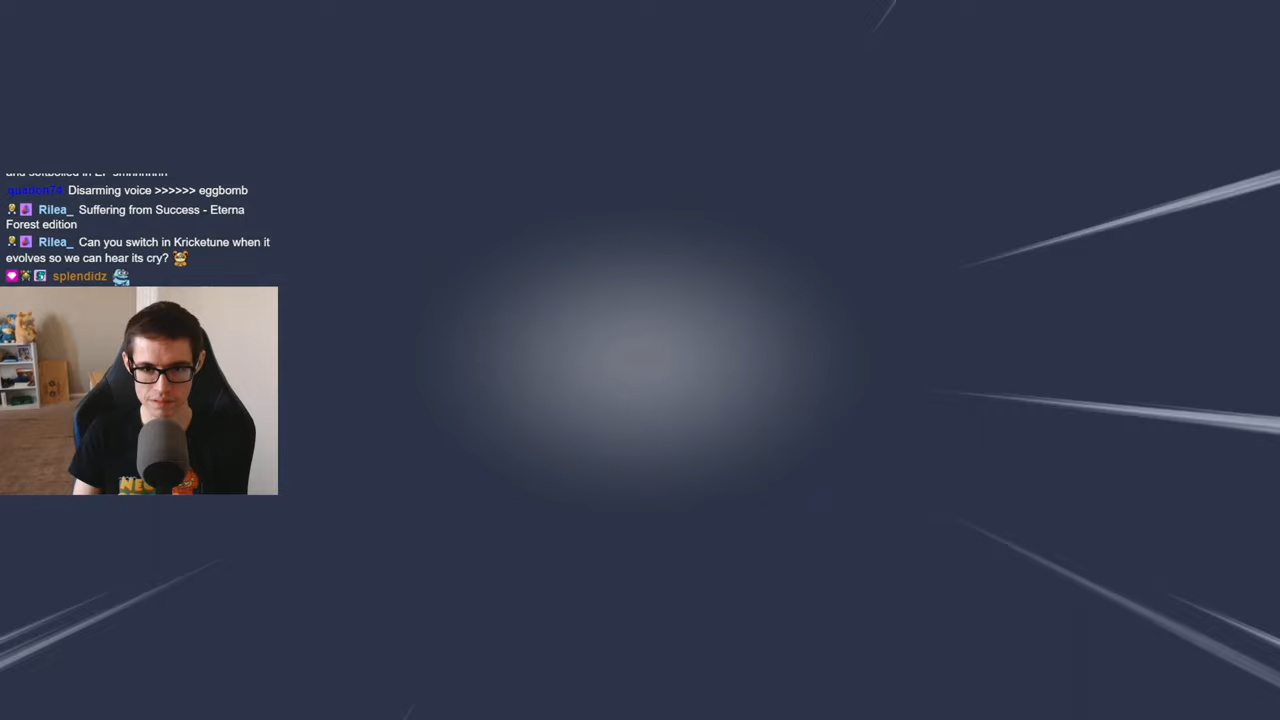 Disarming voice >>>>>> eggbomb
Rilea_ Suffering from Success - Eterna
Forest edition
Rilea_ Can you switch in Kricketune when it
evolves so we can hear its cry?
splendidz